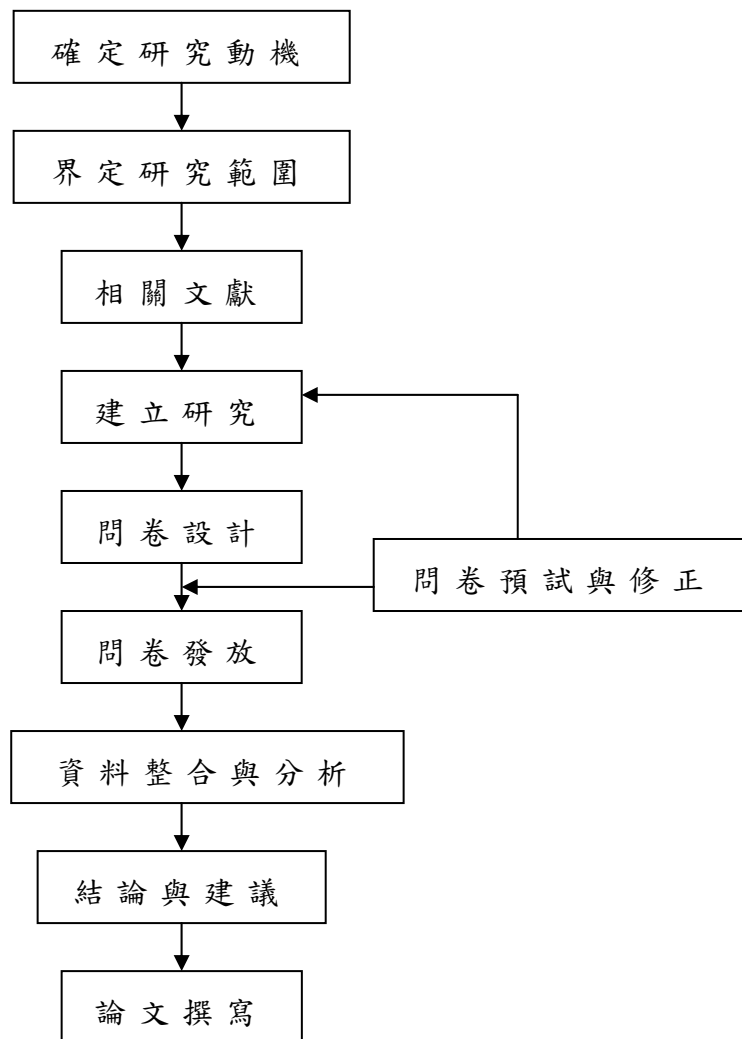 確定研究動機
界定研究範圍
相關文獻
建立研究
問卷設計
問卷預試與修正
問卷發放
資料整合與分析
結論與建議
論文撰寫